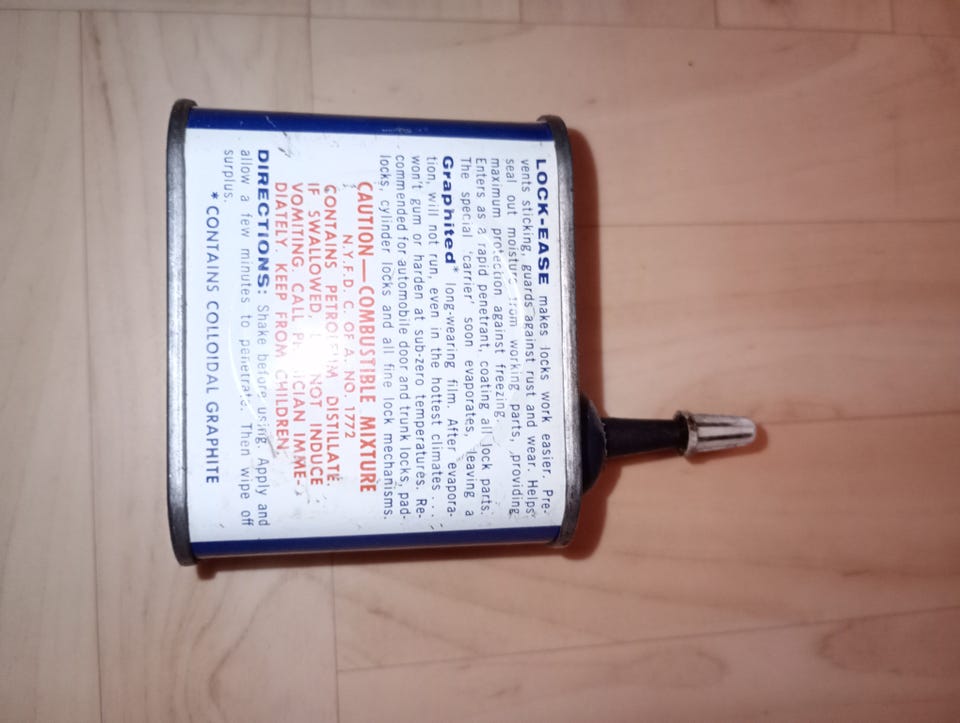 LOCK-EASE makes locks work easier. Pre-
vents sticking, guards against rust and wear. Helps
seal out moisture from working parts, providing
maximum protection against freezing.
Enters as a rapid penetrant, coating all lock parts.
The special 'carrier' soon evaporates, leaving a
Graphited* long-wearing film. After evapora-
tion, will not run, even in the hottest climates . . .
won't gum or harden at sub-zero temperatures. Re-
commended for automobile door and trunk locks, pad-
locks, cylinder locks and all fine lock mechanisms.
CAUTION—COMBUSTIBLE MIXTURE
N.Y.F.D. C. OF A. NO. 1772
CONTAINS PETROLEUM DISTILLATE.
IF SWALLOWED, NOT INDUCE
VOMITING. CALL PHYSICIAN IMME-
DIATELY. KEEP FROM CHILDREN
DIRECTIONS: Shake before using. Apply and
allow a few minutes to penetrate. Then wipe off
surplus.
*CONTAINS COLLOIDAL GRAPHITE